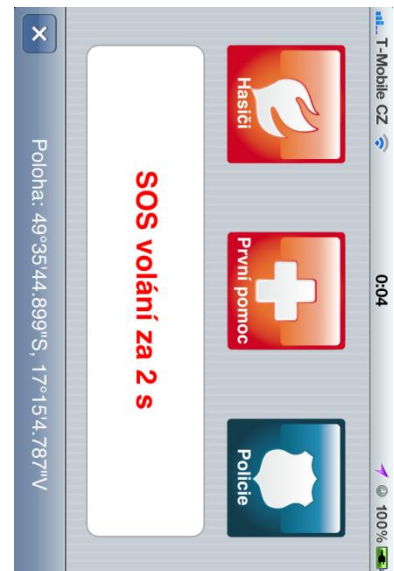 T-Mobile CZ 0:04 100%
Hasiči První pomoc Policie
SOS volání za 2 s
Poloha: 49°35'44.899"S, 17°15'4.787"V